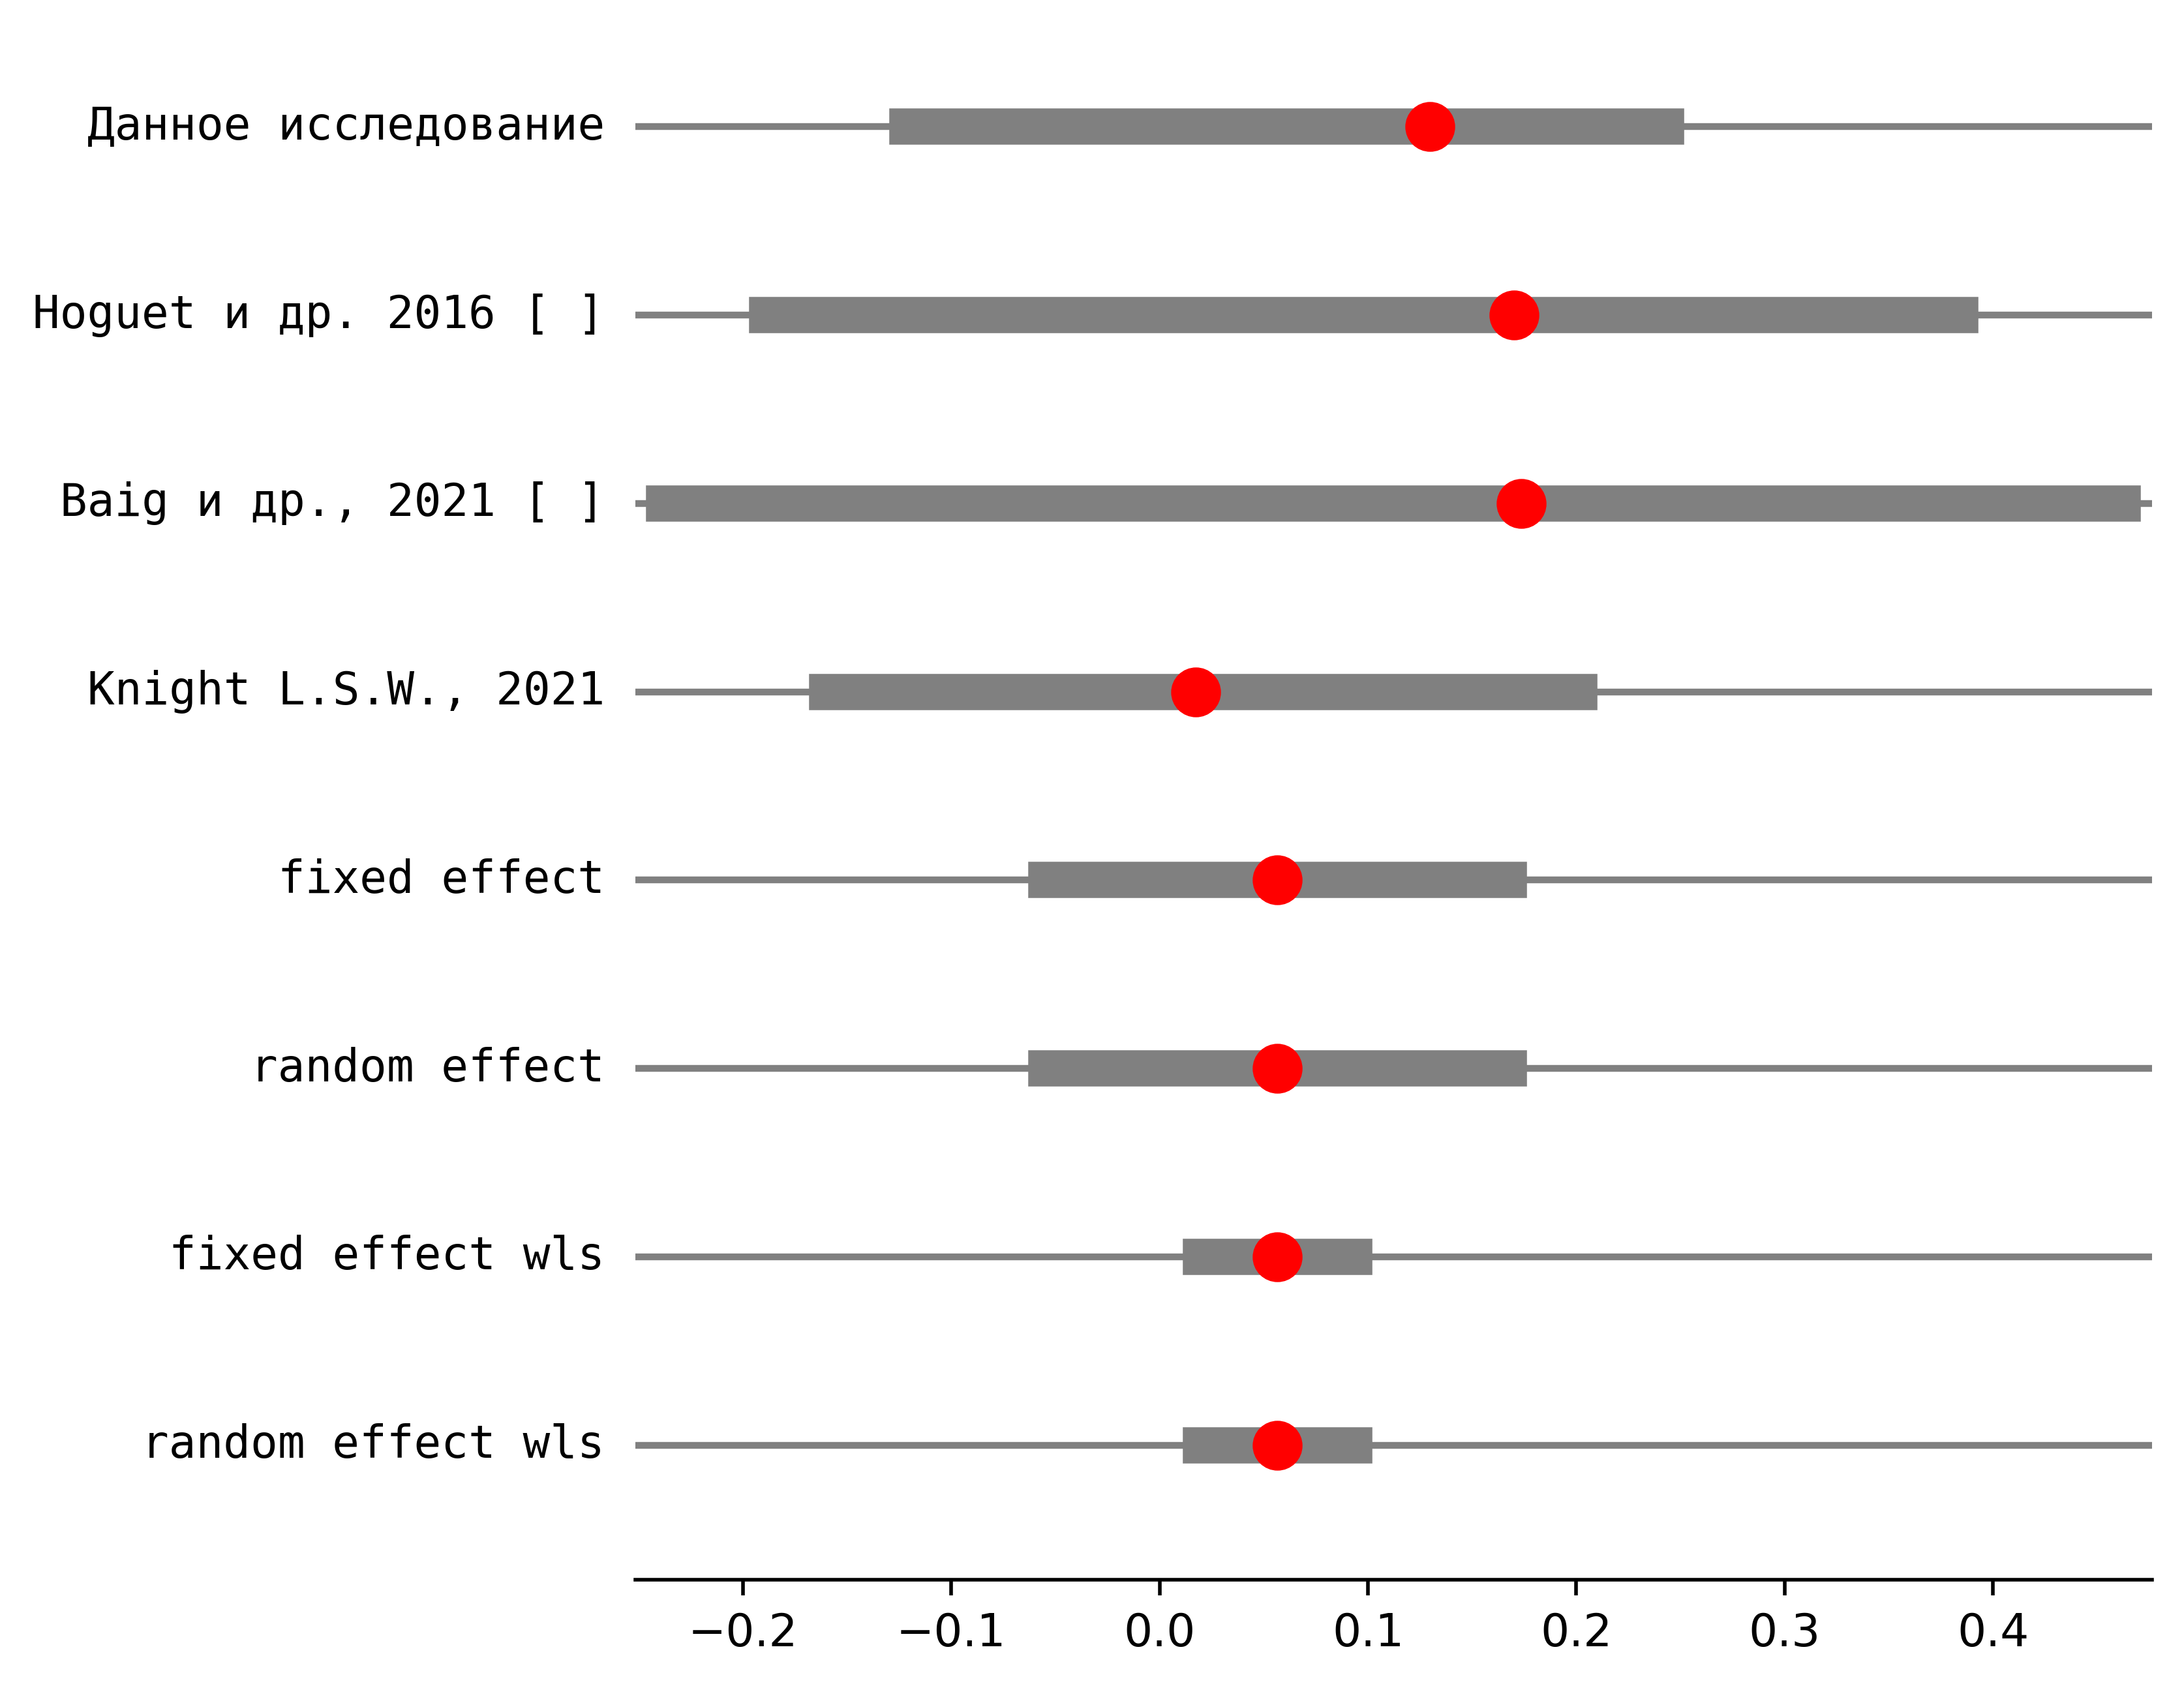 Данное исследование
Hoguet и др. 2016 [ ]
Baig и др., 2021 [ ]
Knight L.S.W., 2021
fixed effect
random effect
fixed effect wls
random effect wls
−0.2 −0.1 0.0 0.1 0.2 0.3 0.4